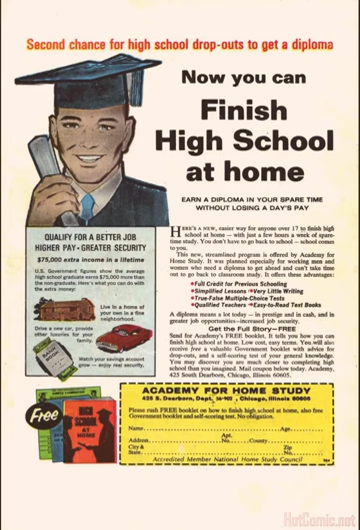 Second chance for high school drop-outs to get a diploma
Now you can
Finish
High School
at home
EARN A DIPLOMA IN YOUR SPARE TIME
WITHOUT LOSING A DAY'S PAY
HERE'S A NEW, easier way for anyone over 17 to finish high
school at home – with just a few hours a week of spare-
time study. You don't have to go back to school – school comes
to you.
This new, streamlined program is offered by Academy for
Home Study. It was planned especially for working men and
women who need a diploma to get ahead and can't take time
out to go back to classroom study. It offers these advantages:
Full Credit for Previous Schooling
Simplified Lessons Very Little Writing
True-False Multiple-Choice Tests
Qualified Teachers Easy-to-Read Text Books
A diploma means a lot today – in prestige and in cash, and in
greater job opportunities–increased job security.
Get the Full Story—FREE
Send for Academy's FREE booklet. It tells how you can
finish high school at home. Low cost, easy terms. You will also
receive free a valuable Government booklet with advice for
drop-outs, and a self-scoring test of your general knowledge.
You may discover you are much closer to completing high
school than you imagined. Mail coupon below today. Academy,
425 South Dearborn, Chicago, Illinois 60605.
QUALIFY FOR A BETTER JOB
HIGHER PAY • GREATER SECURITY
$75,000 extra income in a lifetime
U.S. Government figures show the average
high school graduate earns $75,000 more than
the non-graduate. Here's what you can do with
the extra money:
Live in a home of
your own in a fine
neighborhood.
Drive a new car, provide
other luxuries for your
family.
Watch your savings account
grow — enjoy real security.
Free
HIGH
SCHOOL
AT
HOME
ACADEMY FOR HOME STUDY
425 S. Dearborn, Dept. , Chicago, Illinois 60605
Please rush FREE booklet on how to finish high school at home, also free
Government booklet and self-scoring test. No obligation.
Name Age
Apt.
Address No. County
City & Zip
State No.
Accredited Member National Home Study Council
HotComic.net